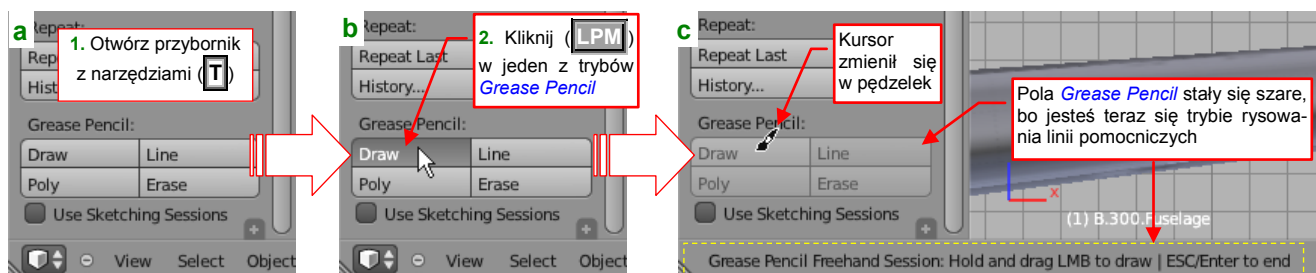 a
Repeat:
1. Otwórz przybornik
z narzędziami (T)
Hist
Grease Pencil:
Draw Line
Poly Erase
Use Sketching Sessions
View Select Object
b
Repeat:
Repeat Last
History...
2. Kliknij (LPM)
w jeden z trybów
Grease Pencil
Grease Pencil:
Draw Line
Poly Erase
Use Sketching Sessions
View Select Object
c
Repeat:
Repeat Last
History...
Kursor
zmienił się
w pędzelek
Grease Pencil:
Draw Line
Poly Erase
Use Sketching Sessions
Pola Grease Pencil stały się szare,
bo jesteś teraz się trybie rysowa-
nia linii pomocniczych
x
(1) B.300.Fuselage
Grease Pencil Freehand Session: Hold and drag LMB to draw | ESC/Enter to end